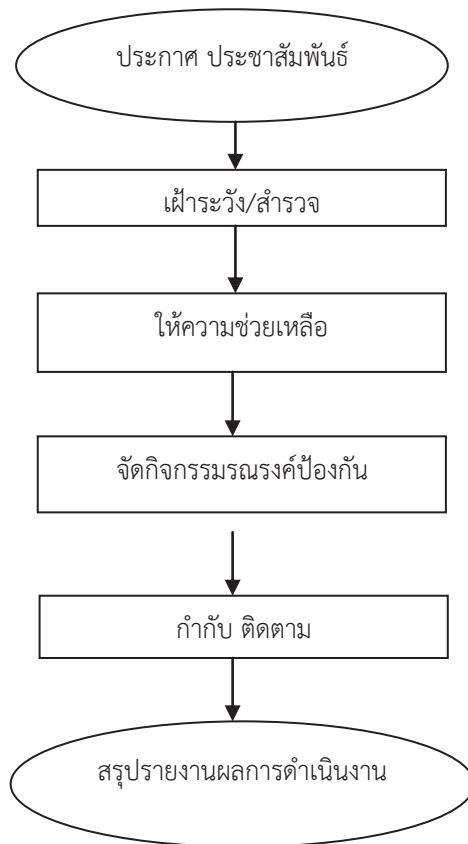 ประกาศ ประชาสัมพันธ์
เฝ้าระวัง/สำรวจ
ให้ความช่วยเหลือ
จัดกิจกรรมรณรงค์ป้องกัน
กำกับ ติดตาม
สรุปรายงานผลการดำเนินงาน